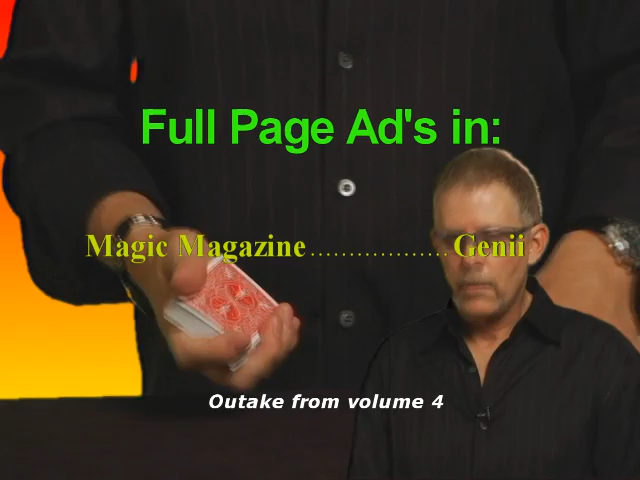 Full Page Ad's in:
Magic Magazine.................. Genii
Outake from volume 4